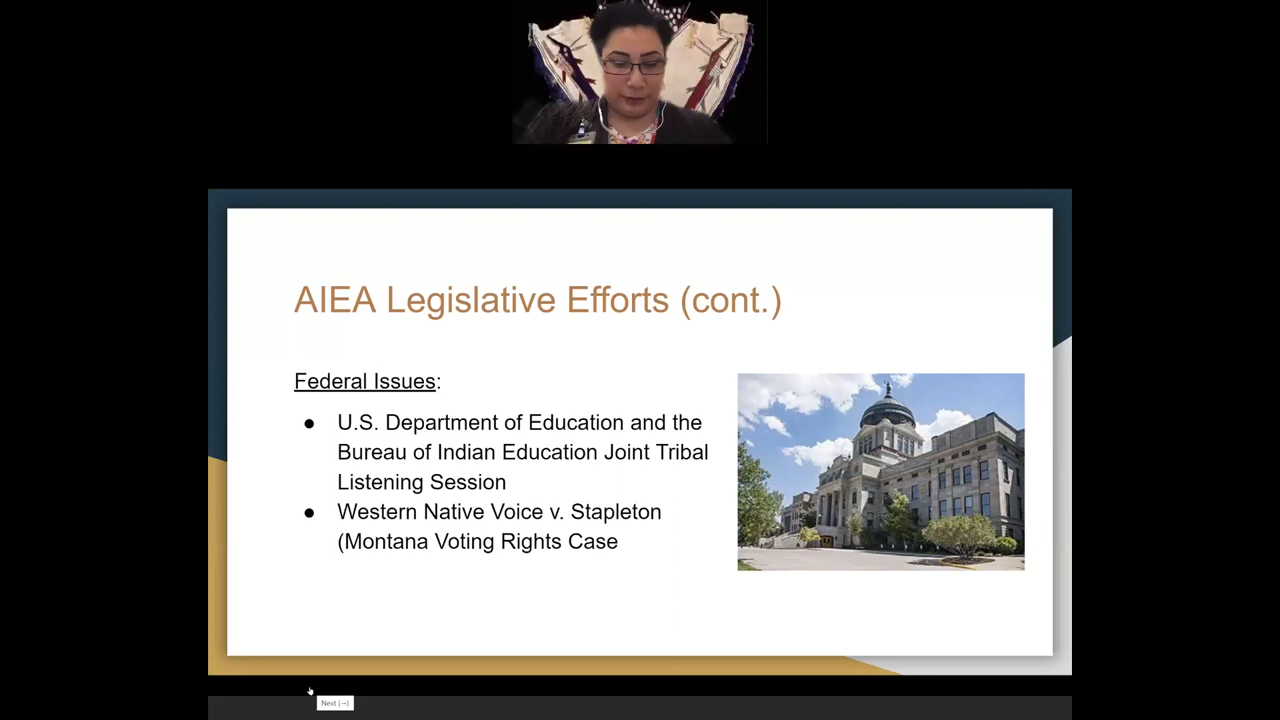 AIEA Legislative Efforts (cont.)
Federal Issues:
● U.S. Department of Education and the
Bureau of Indian Education Joint Tribal
Listening Session
● Western Native Voice v. Stapleton
(Montana Voting Rights Case
Next (→)